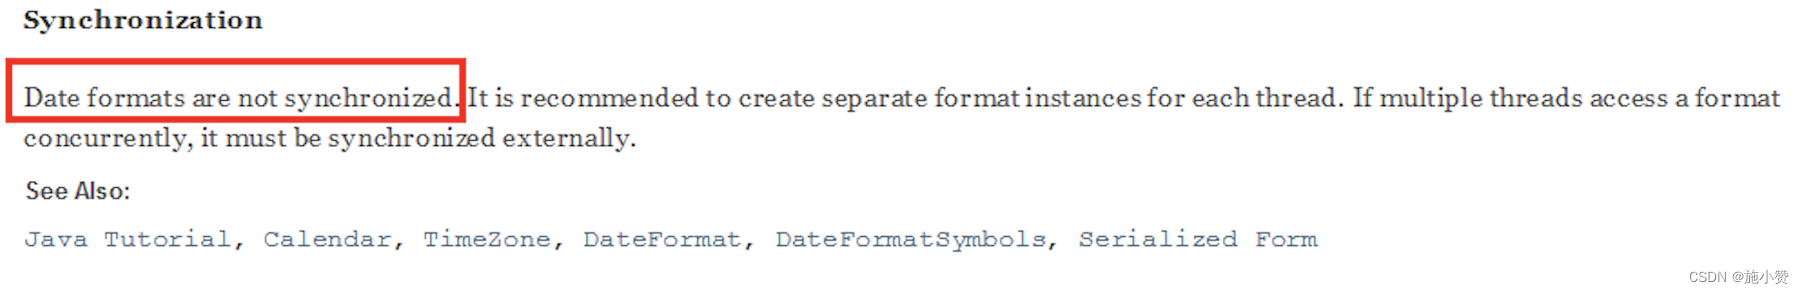 Synchronization
Date formats are not synchronized. It is recommended to create separate format instances for each thread. If multiple threads access a format
concurrently, it must be synchronized externally.
See Also:
Java Tutorial, Calendar, TimeZone, DateFormat, DateFormatSymbols, Serialized Form
CSDN @施小赞